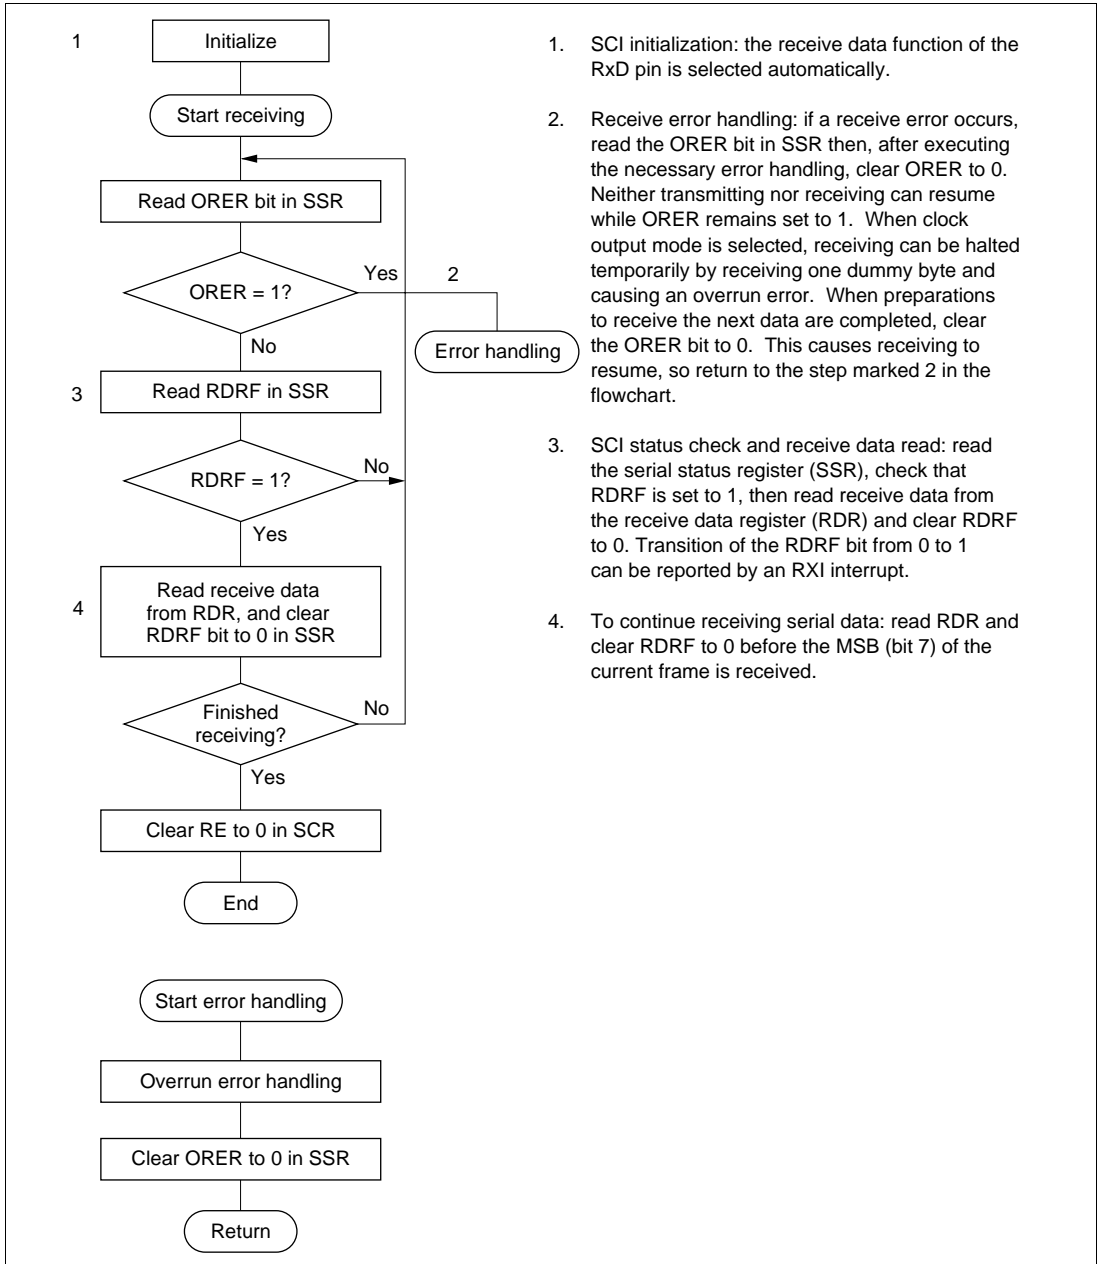 1
Initialize
Start receiving
Read ORER bit in SSR
ORER = 1?
Yes
2
Error handling
No
3
Read RDRF in SSR
RDRF = 1?
No
Yes
4
Read receive data
from RDR, and clear
RDRF bit to 0 in SSR
Finished
receiving?
No
Yes
Clear RE to 0 in SCR
End
Start error handling
Overrun error handling
Clear ORER to 0 in SSR
Return
1. SCI initialization: the receive data function of the
RxD pin is selected automatically.
2. Receive error handling: if a receive error occurs,
read the ORER bit in SSR then, after executing
the necessary error handling, clear ORER to 0.
Neither transmitting nor receiving can resume
while ORER remains set to 1. When clock
output mode is selected, receiving can be halted
temporarily by receiving one dummy byte and
causing an overrun error. When preparations
to receive the next data are completed, clear
the ORER bit to 0. This causes receiving to
resume, so return to the step marked 2 in the
flowchart.
3. SCI status check and receive data read: read
the serial status register (SSR), check that
RDRF is set to 1, then read receive data from
the receive data register (RDR) and clear RDRF
to 0. Transition of the RDRF bit from 0 to 1
can be reported by an RXI interrupt.
4. To continue receiving serial data: read RDR and
clear RDRF to 0 before the MSB (bit 7) of the
current frame is received.